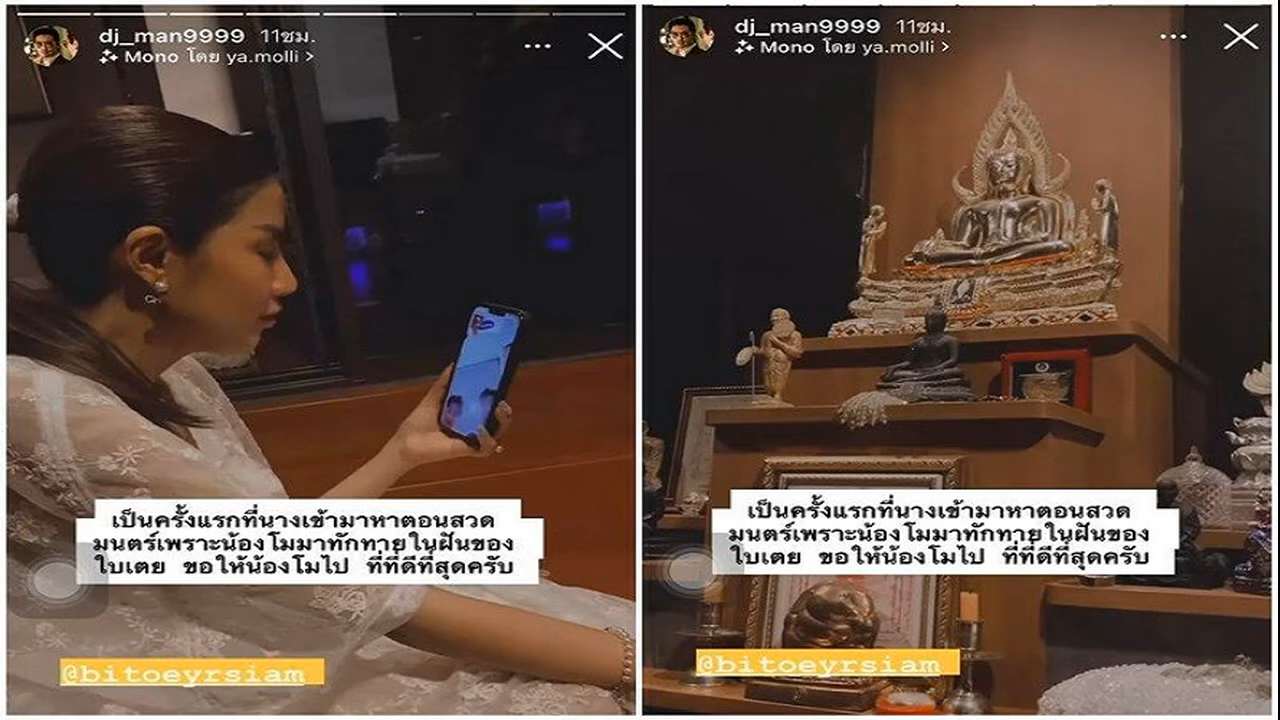 dj_man9999 11ชม.
Mono โดย ya.molli >
เป็นครั้งแรกที่นางเข้ามาหาตอนสวด
มนตร์เพราะน้องโมมาทักทายในฝันของ
ใบเตย ขอให้น้องโมไป ที่ที่ดีที่สุดครับ
@bitoeyrsiam
dj_man9999 11ชม.
Mono โดย ya.molli >
เป็นครั้งแรกที่นางเข้ามาหาตอนสวด
มนตร์เพราะน้องโมมาทักทายในฝันของ
ใบเตย ขอให้น้องโมไป ที่ที่ดีที่สุดครับ
@bitoeyrsiam